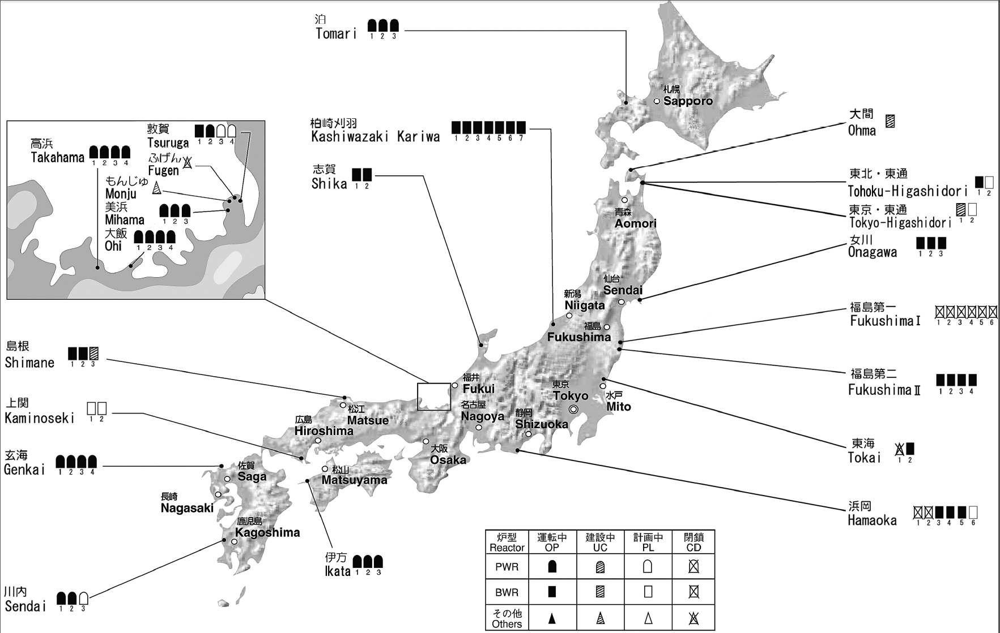 泊
Tomari
1 2 3
札幌
Sapporo
柏崎刈羽
Kashiwazaki Kariwa
1 2 3 4 5 6 7
志賀
Shika
1 2
敦賀
Tsuruga
1 2 3 4
高浜
Takahama
1 2 3 4
ふげん
Fugen
もんじゅ
Monju
美浜
Mihama
1 2 3
大飯
Ohi
1 2 3 4
大間
Ohma
東北・東通
Tohoku-Higashidori
1 2
東京・東通
Tokyo-Higashidori
1 2
女川
Onagawa
1 2 3
福島第一
FukushimaⅠ
1 2 3 4 5 6
福島第二
FukushimaⅡ
1 2 3 4
東海
Tokai
1 2
浜岡
Hamaoka
1 2 3 4 5 6
青森
Aomori
仙台
Sendai
新潟
Niigata
福島
Fukushima
福井
Fukui
東京
Tokyo
水戸
Mito
名古屋
Nagoya
静岡
Shizuoka
松江
Matsue
広島
Hiroshima
大阪
Osaka
松山
Matsuyama
佐賀
Saga
長崎
Nagasaki
鹿児島
Kagoshima
島根
Shimane
1 2 3
上関
Kaminoseki
1 2
玄海
Genkai
1 2 3 4
川内
Sendai
1 2 3
伊方
Ikata
1 2 3
炉型 運転中 建設中 計画中 閉鎖
Reactor OP UC PL CD
PWR
BWR
その他
Others